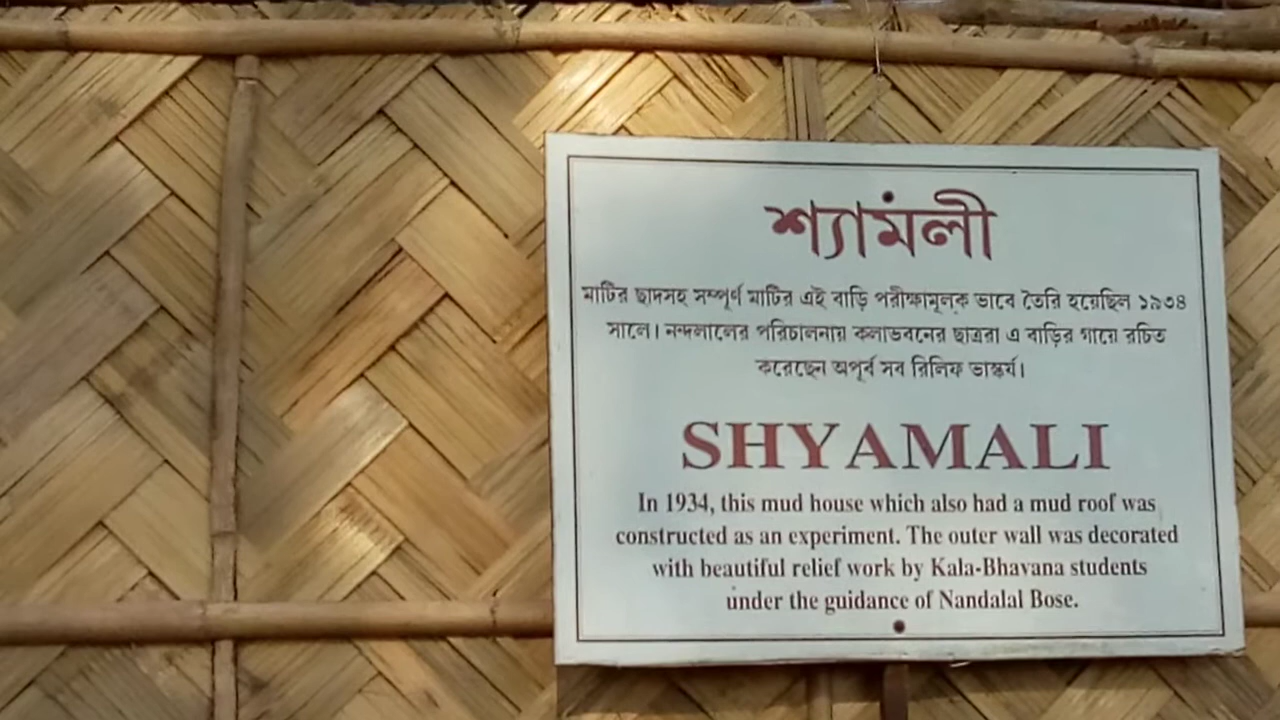 শ্যামলী
মাটির ছাদসহ সম্পূর্ণ মাটির এই বাড়ি পরীক্ষামূলক ভাবে তৈরি হয়েছিল ১৯৩৪
সালে। নন্দলালের পরিচালনায় কলাভবনের ছাত্ররা এ বাড়ির গায়ে রচিত
করেছেন অপূর্ব সব রিলিফ ভাস্কর্য।
SHYAMALI
In 1934, this mud house which also had a mud roof was
constructed as an experiment. The outer wall was decorated
with beautiful relief work by Kala-Bhavana students
under the guidance of Nandalal Bose.